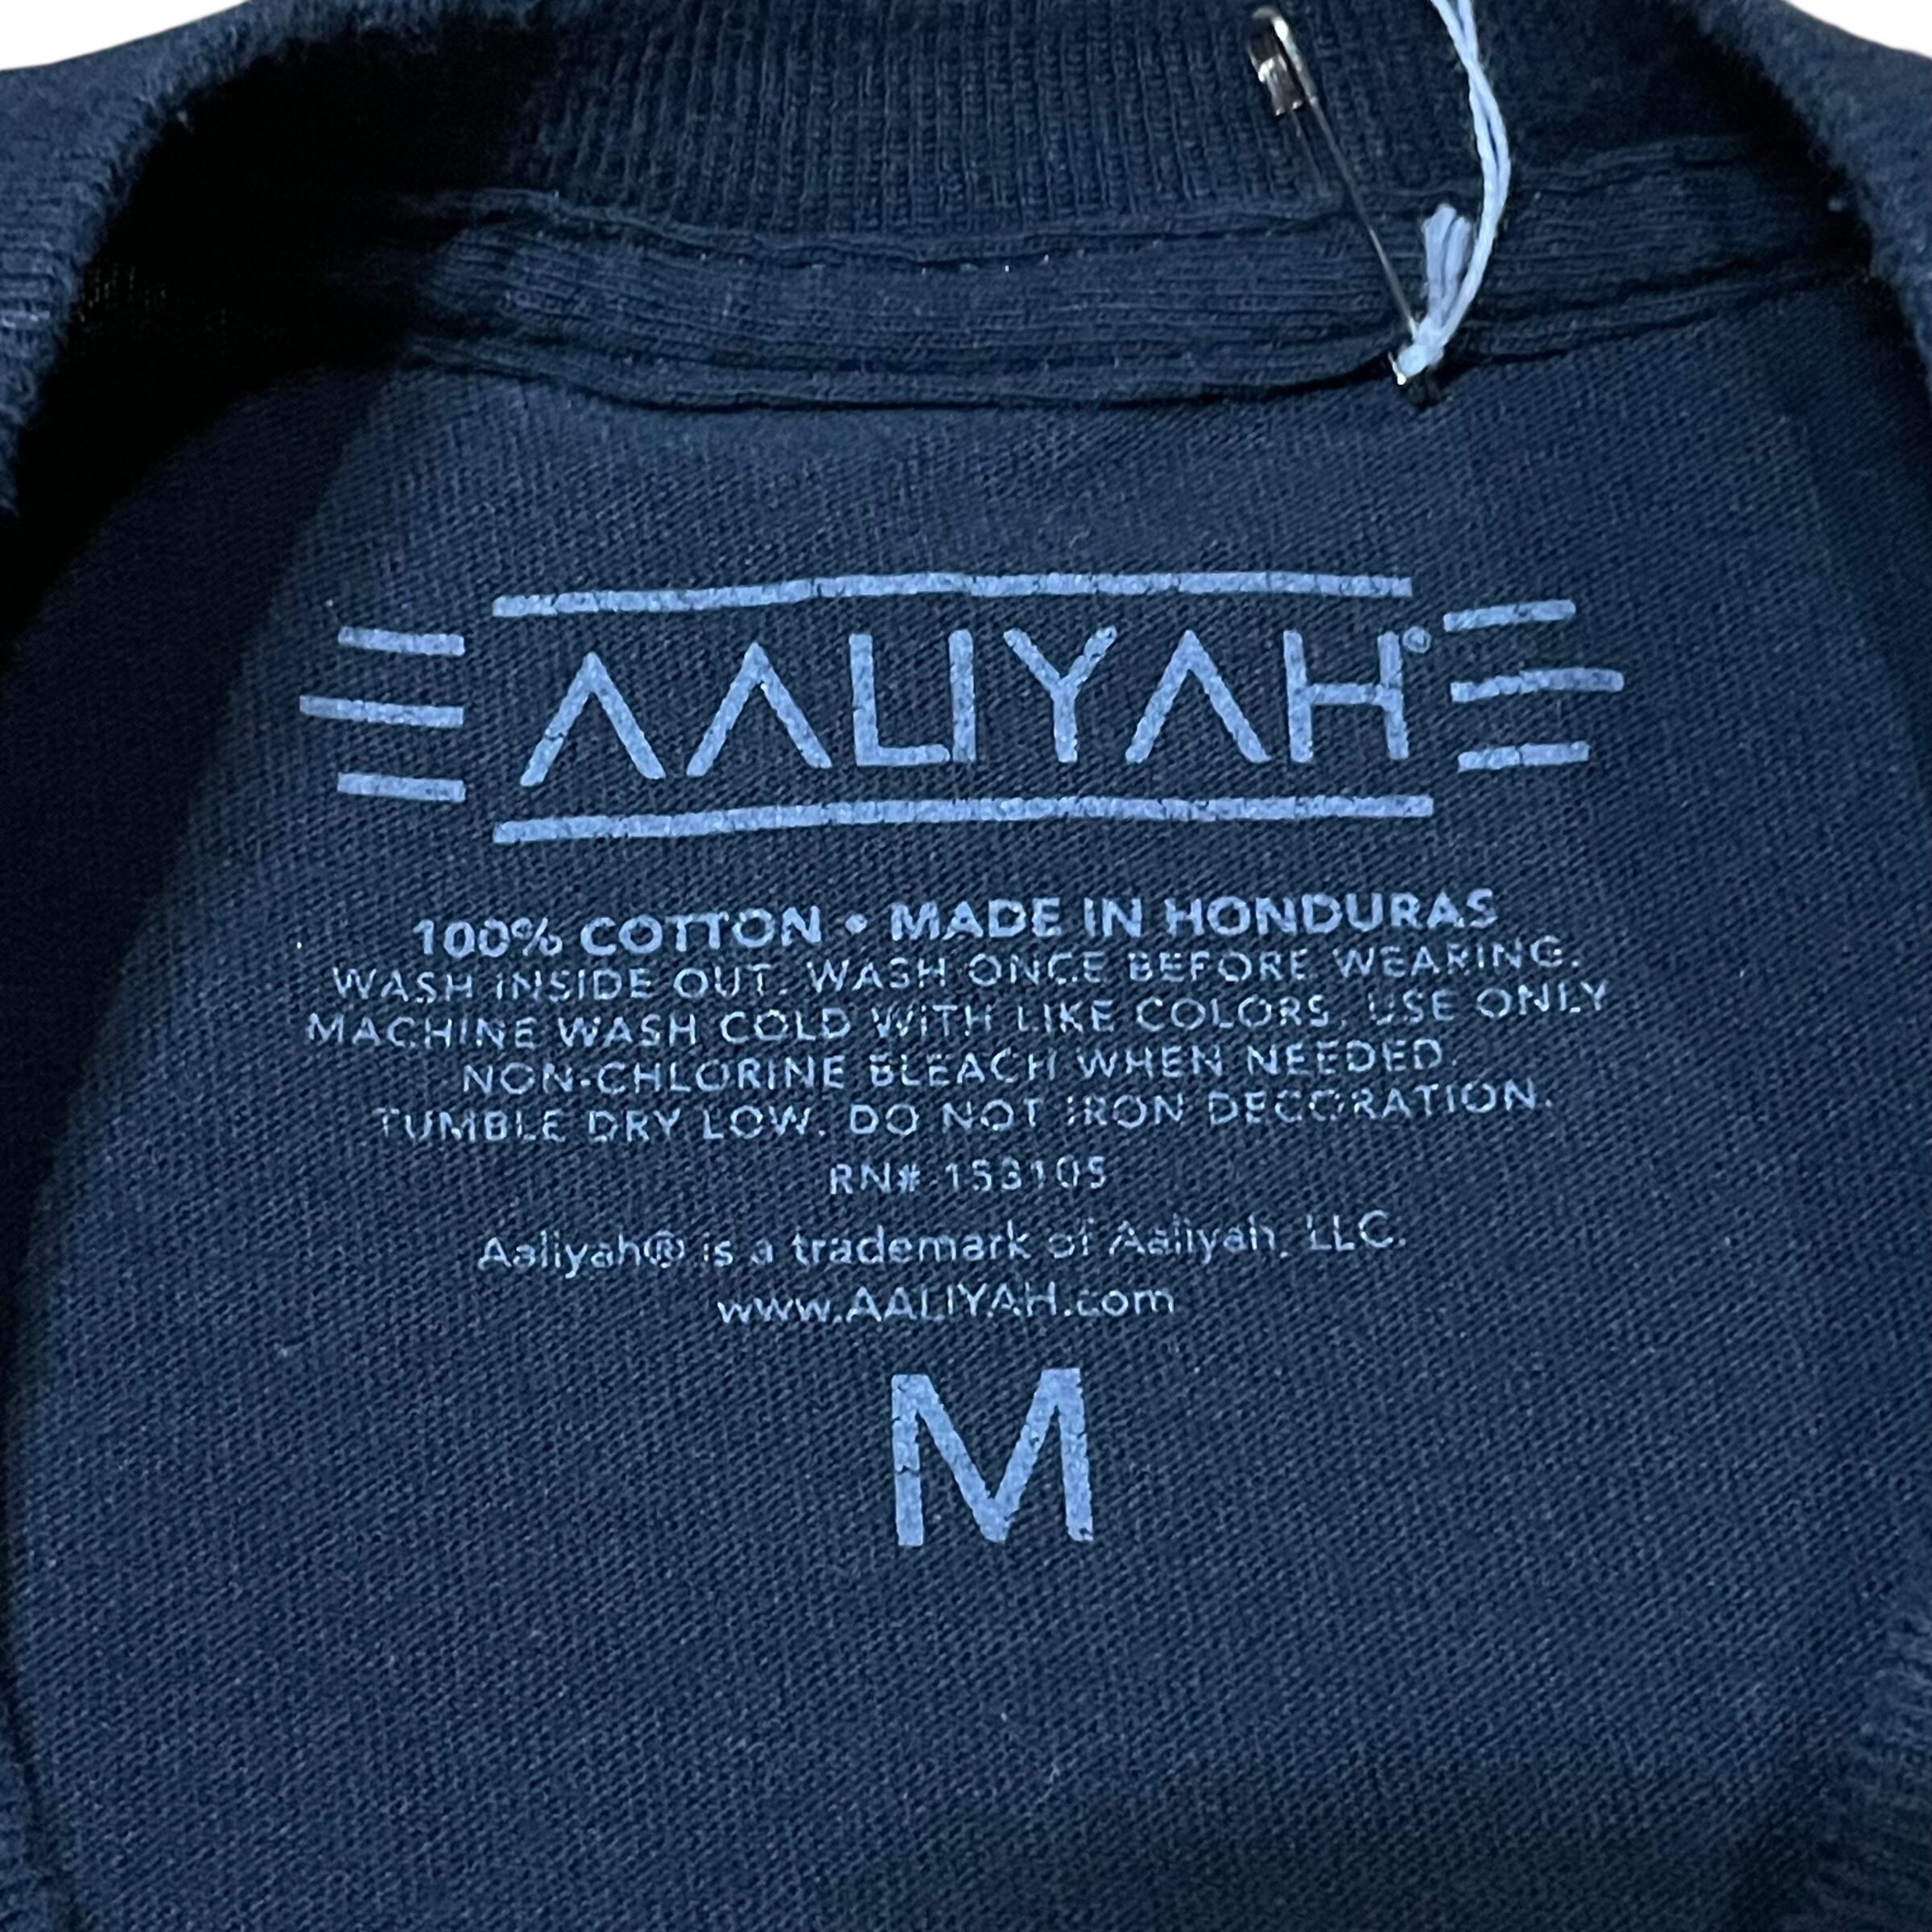 AALIYAH®
100% COTTON • MADE IN HONDURAS
WASH INSIDE OUT. WASH ONCE BEFORE WEARING.
MACHINE WASH COLD WITH LIKE COLORS, USE ONLY
NON-CHLORINE BLEACH WHEN NEEDED.
TUMBLE DRY LOW. DO NOT IRON DECORATION.
RN# 153105
Aaliyah® is a trademark of Aaliyah, LLC.
www.AALIYAH.com
M